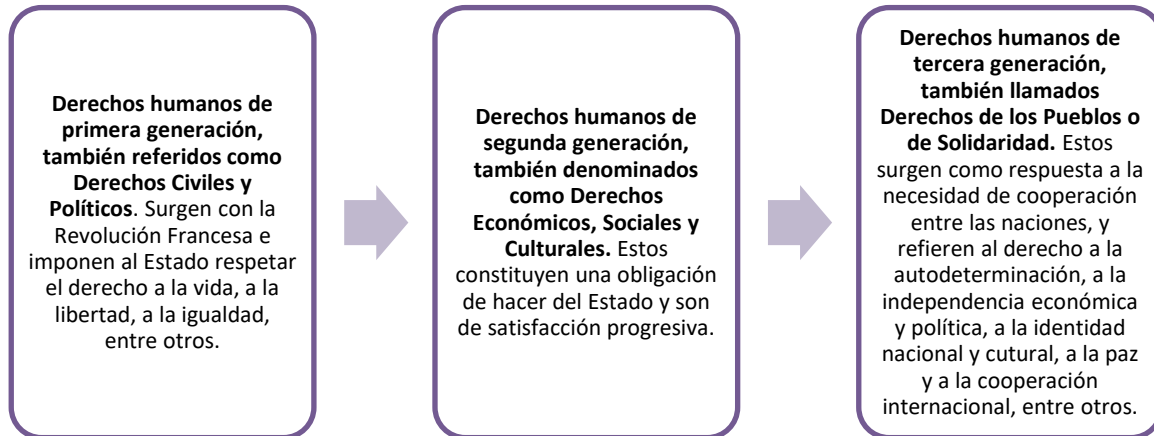 Derechos humanos de
primera generación,
también referidos como
Derechos Civiles y
Políticos. Surgen con la
Revolución Francesa e
imponen al Estado respetar
el derecho a la vida, a la
libertad, a la igualdad,
entre otros.
Derechos humanos de
segunda generación,
también denominados
como Derechos
Económicos, Sociales y
Culturales. Estos
constituyen una obligación
de hacer del Estado y son
de satisfacción progresiva.
Derechos humanos de
tercera generación,
también llamados
Derechos de los Pueblos o
de Solidaridad. Estos
surgen como respuesta a la
necesidad de cooperación
entre las naciones, y
refieren al derecho a la
autodeterminación, a la
independencia económica
y política, a la identidad
nacional y cutural, a la paz
y a la cooperación
internacional, entre otros.